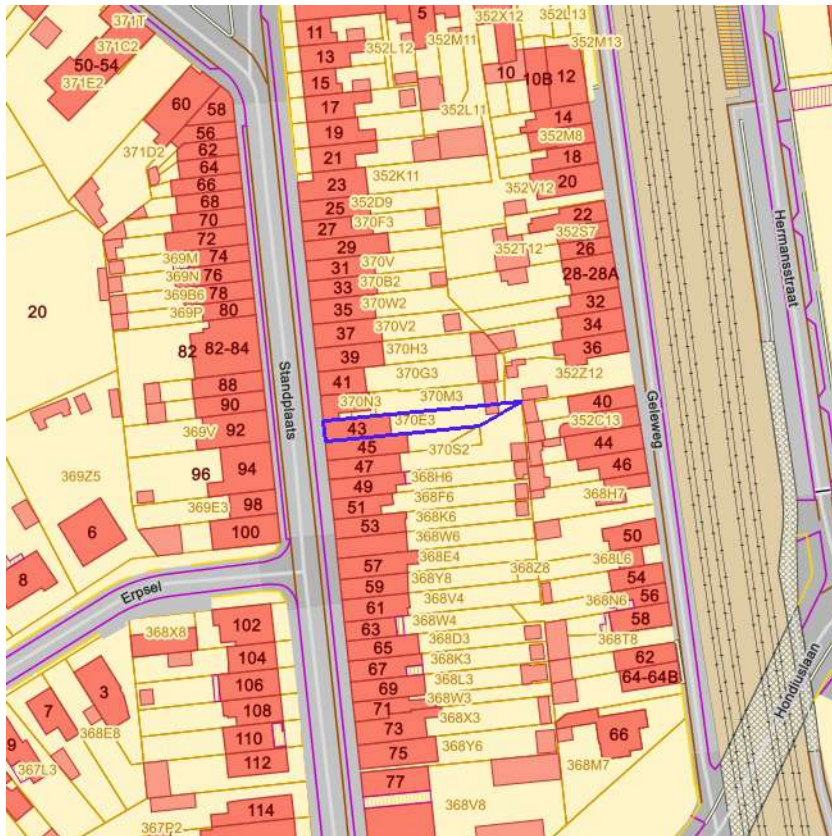 371T
371C2
50-54
371E2
60
58
56
62
64
66
68
70
72
74
76
78
80
82
82-84
88
90
92
94
96
98
100
371D2
369M
369N
369B6
369P
369V
369Z5
369E3
20
6
8
Erpsel
Standplaats
11
13
15
17
19
21
23
25
27
29
31
33
35
37
39
41
43
45
47
49
51
53
57
59
61
63
65
67
69
71
73
75
77
352L12
5
352M11
352X12
352L13
352M13
10
10B
12
352L11
14
352M8
18
20
352K11
352V12
352D9
370F3
22
352S7
352T12
26
28-28A
370V
370B2
370W2
370V2
370H3
370G3
370N3
370M3
370E3
370S2
32
34
36
352Z12
40
352C13
44
46
368H6
368F6
368K6
368W6
368E4
368Y8
368V4
368W4
368D3
368K3
368L3
368W3
368X3
368Y6
368V8
368Z8
368H7
50
368L6
54
56
368N6
58
368T8
62
64-64B
66
368M7
Geleweg
Hermansstraat
Hondiuslaan
368X8
102
104
106
108
110
112
114
3
7
9
368E8
367L3
367P2